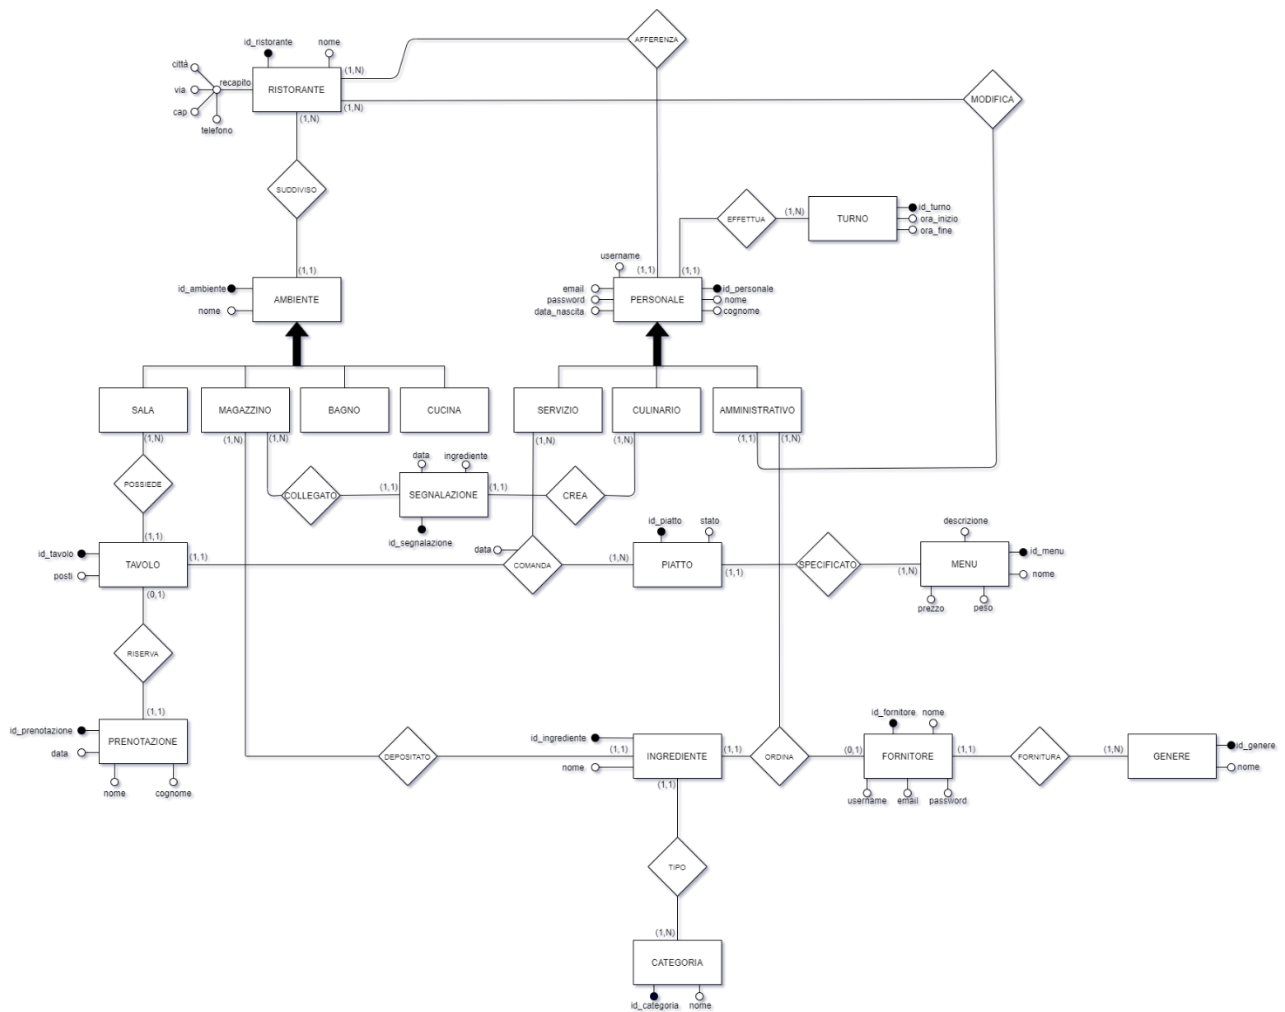 AFFERENZA
id_ristorante
nome
città
(1,N)
recapito
via
RISTORANTE
MODIFICA
(1,N)
cap
(1,N)
telefono
SUDDIVISO
EFFETTUA
(1,N)
TURNO
id_turno
ora_inizio
ora_fine
username
(1,1)
(1,1)
(1,1)
id_ambiente
AMBIENTE
nome
email
password
data_nascita
PERSONALE
id_personale
nome
cognome
SALA
MAGAZZINO
BAGNO
CUCINA
SERVIZIO
CULINARIO
AMMINISTRATIVO
(1,N)
(1,N)
(1,N)
(1,N)
(1,N)
(1,1)
(1,N)
data
ingrediente
POSSIEDE
COLLEGATO
(1,1)
SEGNALAZIONE
(1,1)
CREA
id_segnalazione
id_piatto
stato
descrizione
(1,1)
id_tavolo
TAVOLO
(1,1)
posti
data
COMANDA
(1,N)
PIATTO
(1,1)
SPECIFICATO
(1,N)
MENU
id_menu
nome
(0,1)
prezzo
peso
RISERVA
(1,1)
id_prenotazione
PRENOTAZIONE
data
nome
cognome
DEPOSITATO
id_ingrediente
(1,1)
nome
INGREDIENTE
(1,1)
ORDINA
(0,1)
id_fornitore
nome
FORNITORE
(1,1)
FORNITURA
(1,N)
GENERE
id_genere
nome
(1,1)
username
email
password
TIPO
(1,N)
CATEGORIA
id_categoria
nome